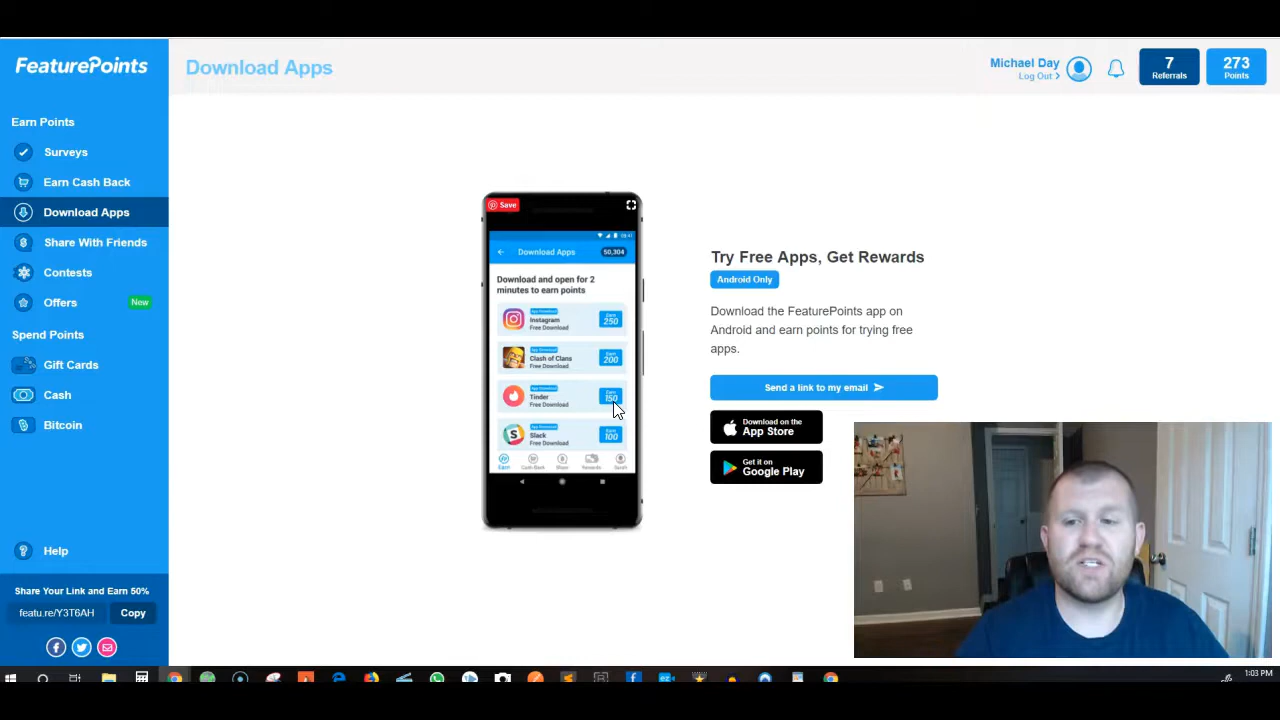 FeaturePoints
Download Apps
Michael Day
Log Out >
7
Referrals
273
Points
Earn Points
Surveys
Earn Cash Back
Download Apps
Share With Friends
Contests
Offers
New
Spend Points
Gift Cards
Cash
Bitcoin
Help
Share Your Link and Earn 50%
featu.re/Y3T6AH
Copy
Save
Download Apps
50,304
Download and open for 2
minutes to earn points
Instagram
Free Download
250
Clash of Clans
Free Download
200
Tinder
Free Download
150
Slack
Free Download
100
Try Free Apps, Get Rewards
Android Only
Download the FeaturePoints app on
Android and earn points for trying free
apps.
Send a link to my email
Download on the
App Store
Get it on
Google Play
1:03 PM